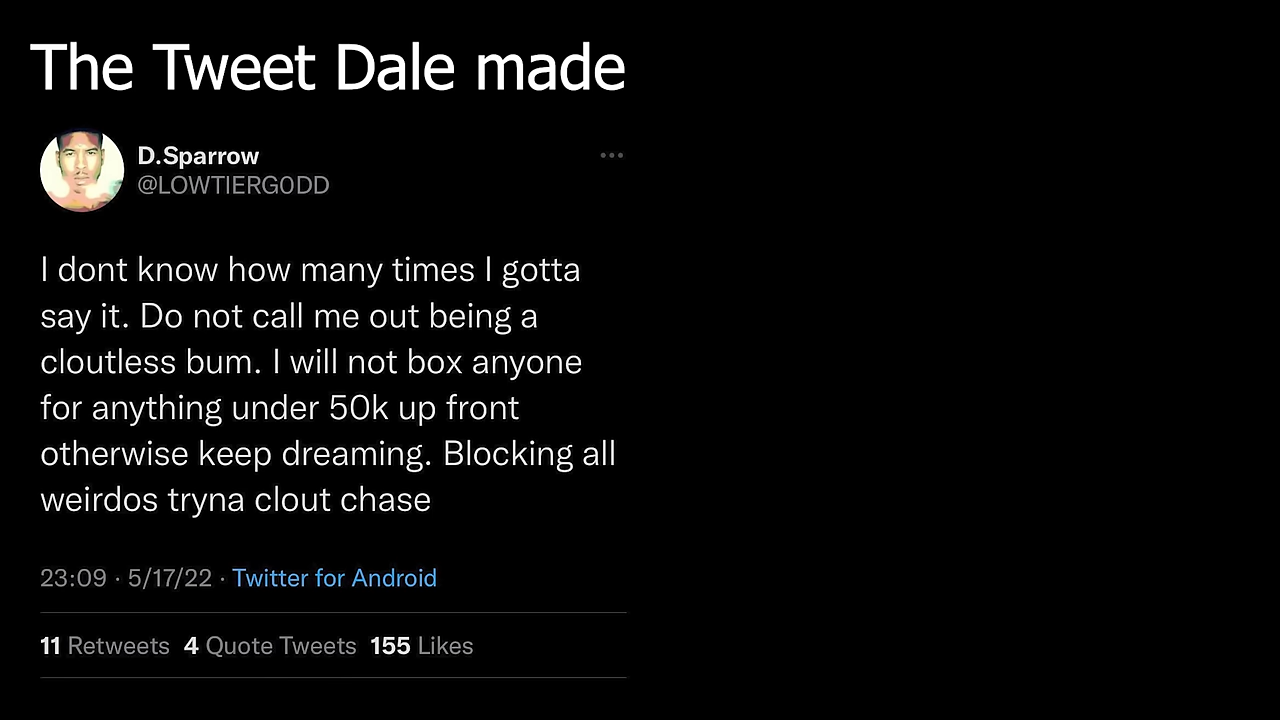 The Tweet Dale made
D.Sparrow
@LOWTIERG0DD
I dont know how many times I gotta
say it. Do not call me out being a
cloutless bum. I will not box anyone
for anything under 50k up front
otherwise keep dreaming. Blocking all
weirdos tryna clout chase
23:09 · 5/17/22 · Twitter for Android
11 Retweets 4 Quote Tweets 155 Likes